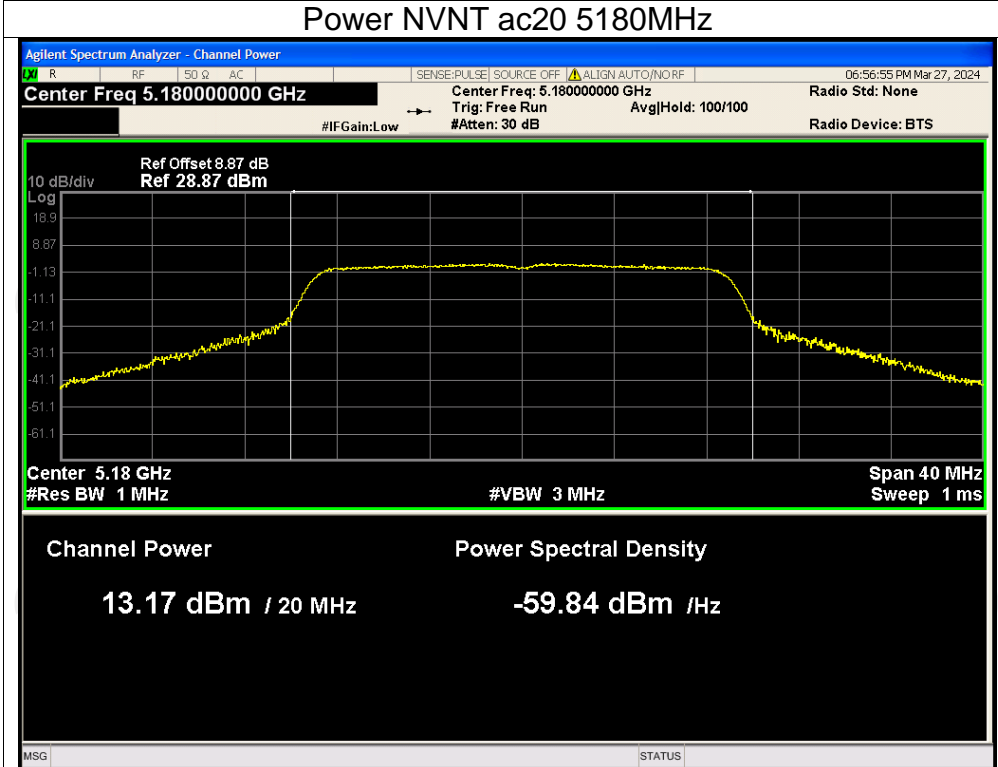 Power NVNT ac20 5180MHz
Agilent Spectrum Analyzer - Channel Power
LXI R RF 50 Ω AC SENSE:PULSE SOURCE OFF ALIGN AUTO/NO RF 06:56:55 PM Mar 27, 2024
Center Freq 5.180000000 GHz Center Freq: 5.180000000 GHz Radio Std: None
Trig: Free Run Avg|Hold: 100/100
#IFGain:Low #Atten: 30 dB Radio Device: BTS
Ref Offset 8.87 dB
10 dB/div Ref 28.87 dBm
Log
18.9
8.87
-1.13
-11.1
-21.1
-31.1
-41.1
-51.1
-61.1
Center 5.18 GHz Span 40 MHz
#Res BW 1 MHz #VBW 3 MHz Sweep 1 ms
Channel Power Power Spectral Density
13.17 dBm / 20 MHz -59.84 dBm /Hz
MSG STATUS